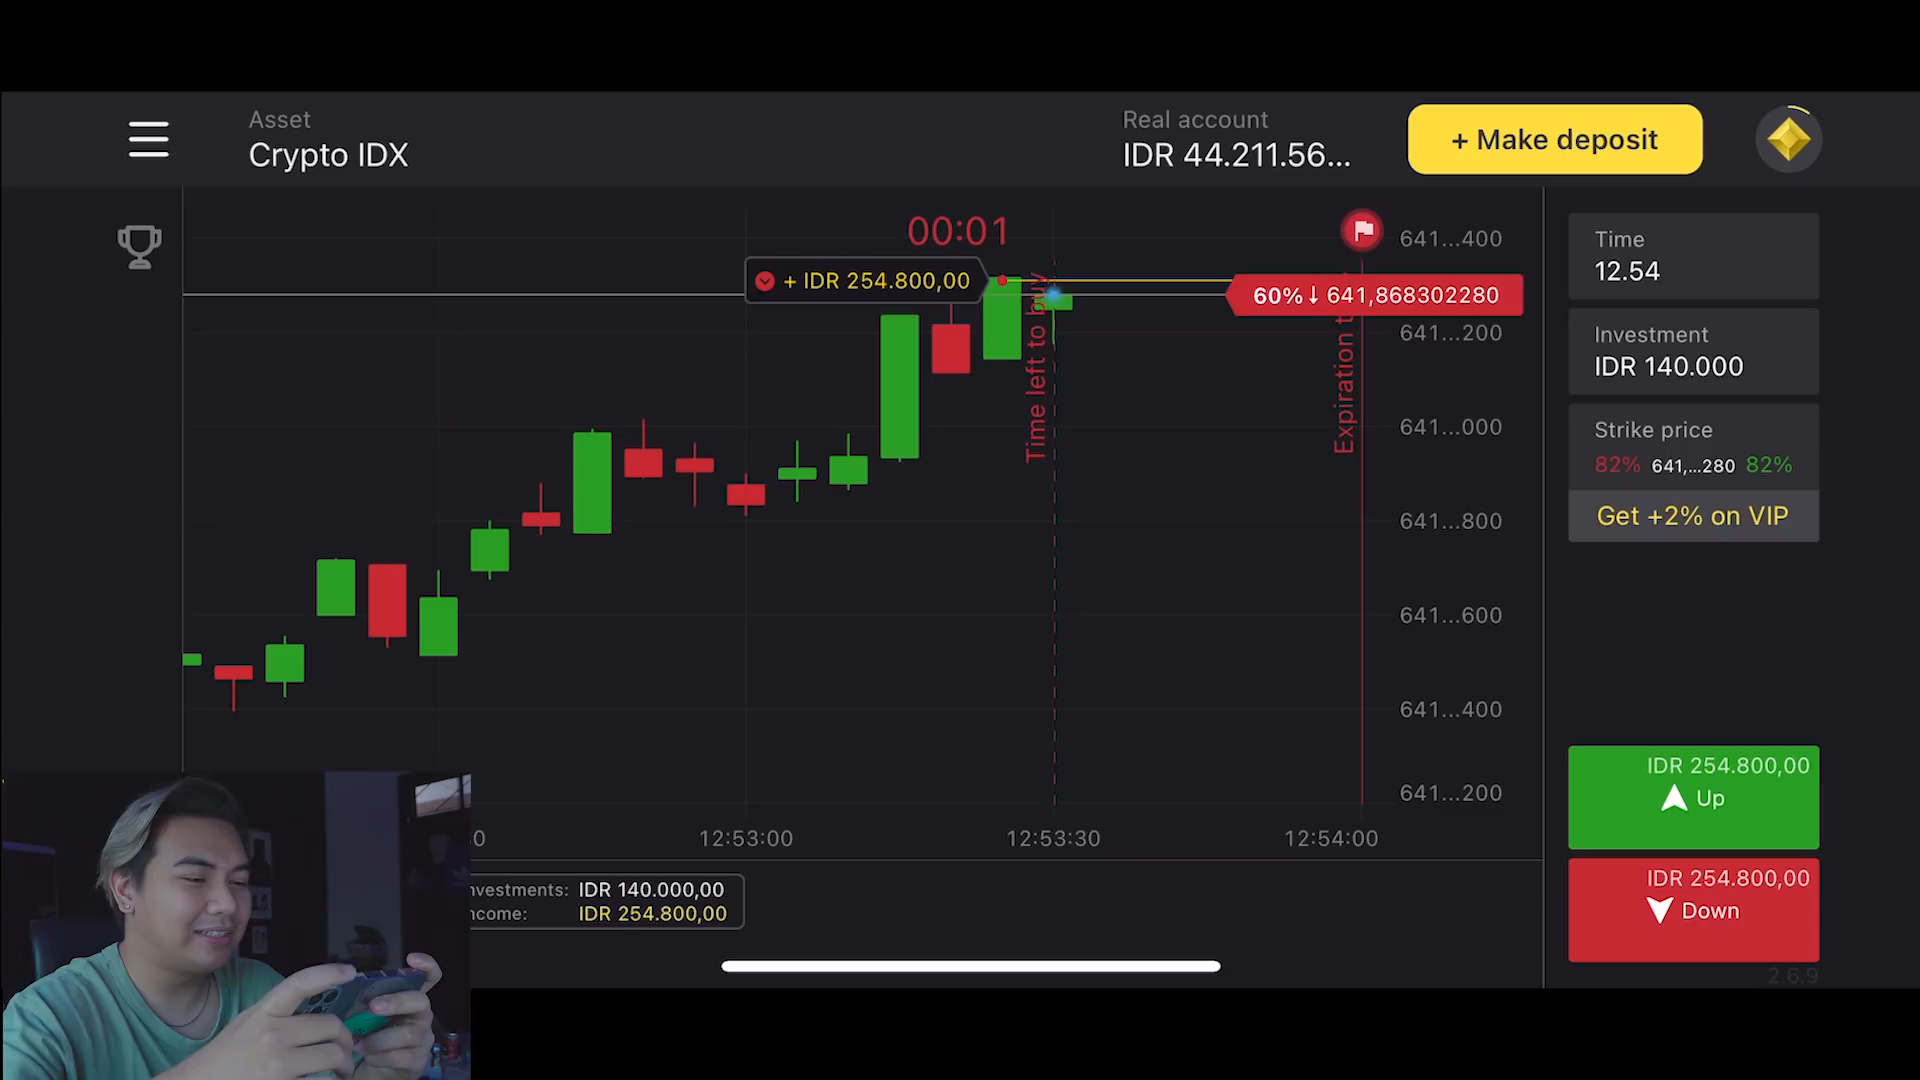 Asset
Crypto IDX
Real account
IDR 44.211.56...
+ Make deposit
00:01
+ IDR 254.800,00
Time left to buy
60% ↓ 641,868302280
641...400
641...200
641...000
641...800
641...600
641...400
641...200
12:53:00
12:53:30
12:54:00
Time
12.54
Investment
IDR 140.000
Strike price
82% 641,...280 82%
Get +2% on VIP
IDR 254.800,00
Up
IDR 254.800,00
Down
2.6.9
nvestments: IDR 140.000,00
ncome: IDR 254.800,00
Expiration t